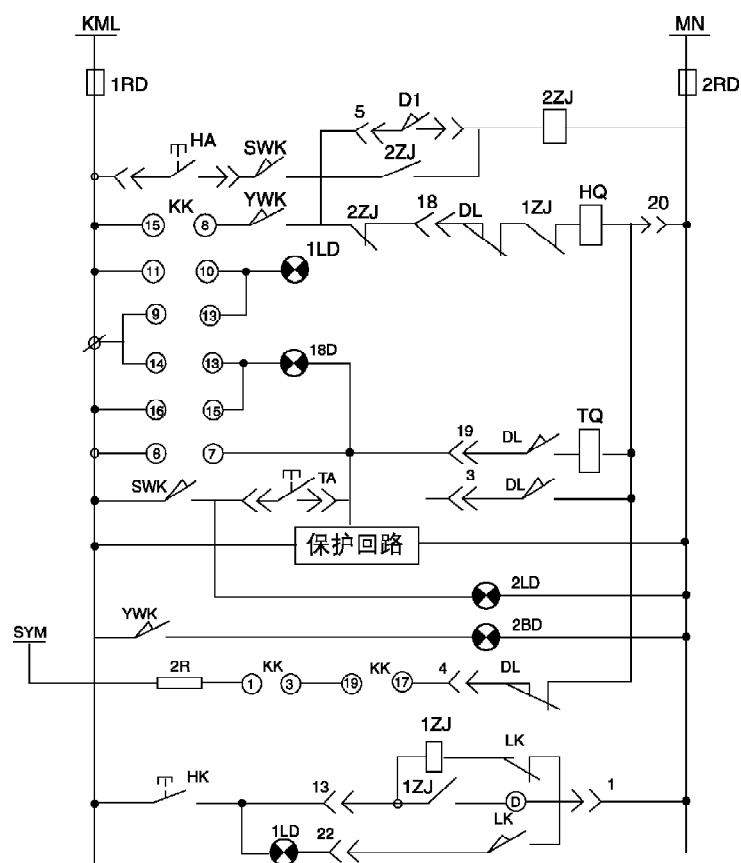 KML MN
1RD 2RD
5 D1 2ZJ
HA SWK 2ZJ
15 KK 8 YWK 2ZJ 18 DL 1ZJ HQ 20
11 10 1LD
9 13
14 13 18D
16 15
6 7 19 DL TQ
SWK TA 3 DL
保护回路
2LD
YWK 2BD
SYM
2R 1 KK 3 19 KK 17 4 DL
1ZJ LK
HK 13 1ZJ D 1
1LD 22 LK